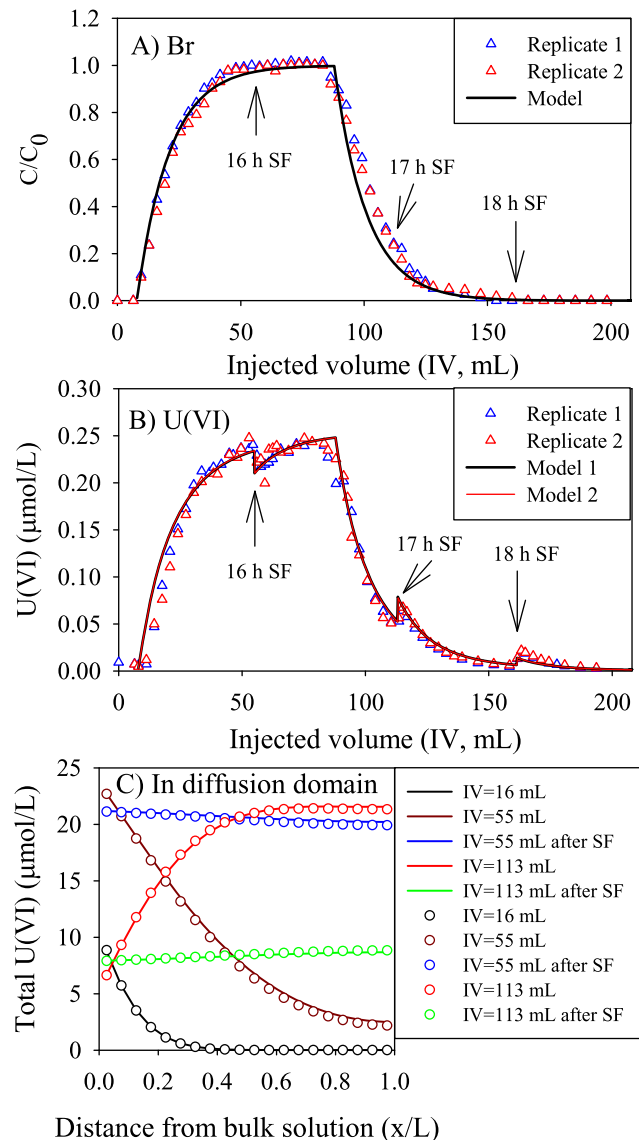 A) Br
Replicate 1
Replicate 2
Model
16 h SF
17 h SF
18 h SF
C/C0
1.2
1.0
0.8
0.6
0.4
0.2
0.0
0 50 100 150 200
Injected volume (IV, mL)
B) U(VI)
Replicate 1
Replicate 2
Model 1
Model 2
16 h SF
17 h SF
18 h SF
U(VI) (μmol/L)
0.30
0.25
0.20
0.15
0.10
0.05
0.00
0 50 100 150 200
Injected volume (IV, mL)
C) In diffusion domain
IV=16 mL
IV=55 mL
IV=55 mL after SF
IV=113 mL
IV=113 mL after SF
IV=16 mL
IV=55 mL
IV=55 mL after SF
IV=113 mL
IV=113 mL after SF
Total U(VI) (μmol/L)
25
20
15
10
5
0
0.0 0.2 0.4 0.6 0.8 1.0
Distance from bulk solution (x/L)